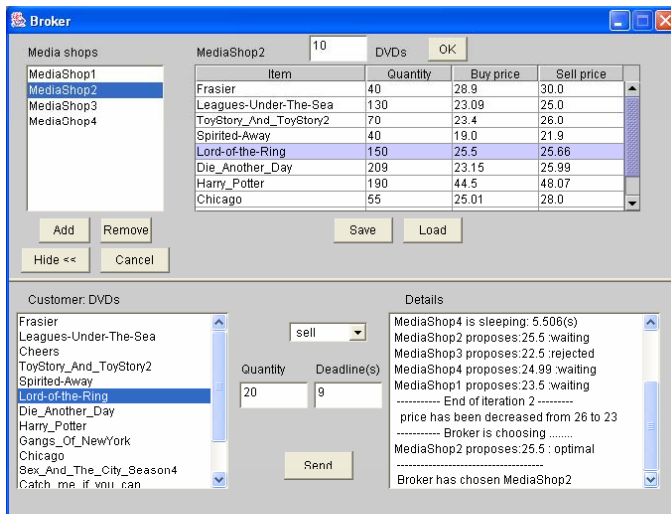 Broker
Media shops
MediaShop2 10 DVDs OK
MediaShop1
MediaShop2
MediaShop3
MediaShop4
Item Quantity Buy price Sell price
Frasier 40 28.9 30.0
Leagues-Under-The-Sea 130 23.09 25.0
ToyStory_And_ToyStory2 70 23.4 26.0
Spirited-Away 40 19.0 21.9
Lord-of-the-Ring 150 25.5 25.66
Die_Another_Day 209 23.15 25.99
Harry_Potter 190 44.5 48.07
Chicago 55 25.01 28.0
Add Remove
Save Load
Hide << Cancel
Customer: DVDs
Frasier
Leagues-Under-The-Sea
Cheers
ToyStory_And_ToyStory2
Spirited-Away
Lord-of-the-Ring
Die_Another_Day
Harry_Potter
Gangs_Of_NewYork
Chicago
Sex_And_The_City_Season4
Catch_me_if_you_can
sell
Quantity Deadline(s)
20 9
Send
Details
MediaShop4 is sleeping: 5.506(s)
MediaShop2 proposes:25.5 :waiting
MediaShop3 proposes:22.5 :rejected
MediaShop4 proposes:24.99 :waiting
MediaShop1 proposes:23.5 :waiting
----------- End of iteration 2 ---------
price has been decreased from 26 to 23
----------- Broker is choosing ........
MediaShop2 proposes:25.5 : optimal
-------------------------------------
Broker has chosen MediaShop2